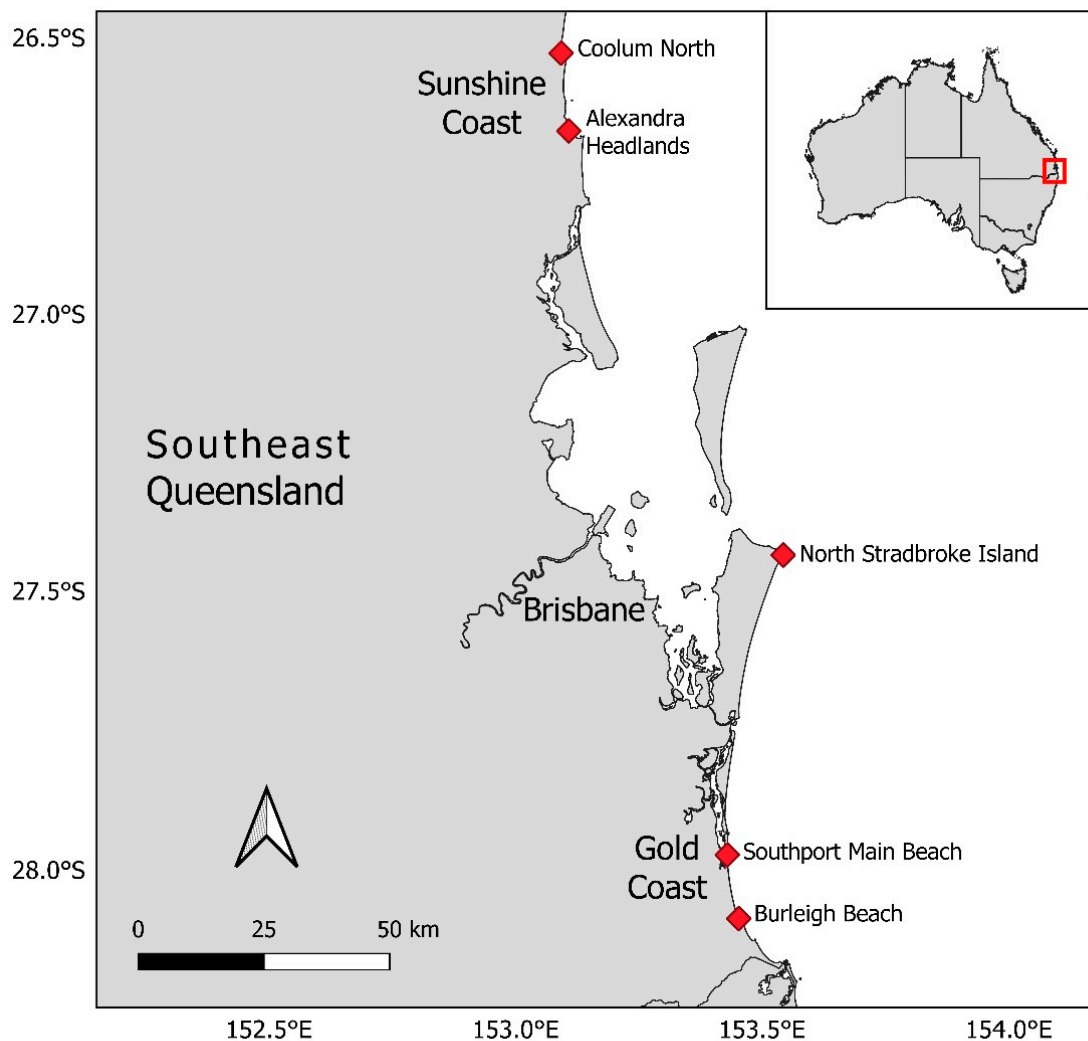 26.5°S
27.0°S
27.5°S
28.0°S
Coolum North
Sunshine
Coast
Alexandra
Headlands
Southeast
Queensland
North Stradbroke Island
Brisbane
Gold
Coast
Southport Main Beach
Burleigh Beach
0 25 50 km
152.5°E 153.0°E 153.5°E 154.0°E